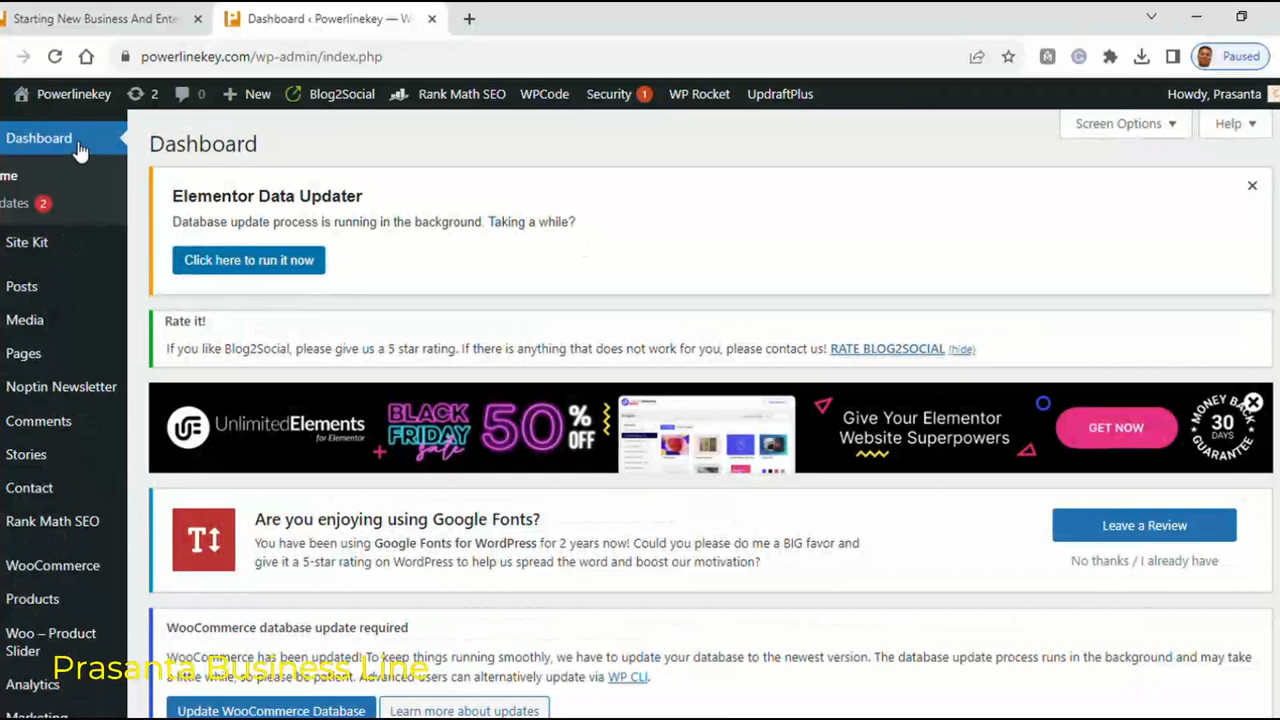 Starting New Business And Ente
Dashboard ‹ Powerlinekey — W
powerlinekey.com/wp-admin/index.php
Paused
Powerlinekey 2 0 New Blog2Social Rank Math SEO WPCode Security 1 WP Rocket UpdraftPlus Howdy, Prasanta
Dashboard
me
dates 2
Site Kit
Posts
Media
Pages
Noptin Newsletter
Comments
Stories
Contact
Rank Math SEO
WooCommerce
Products
Woo – Product
Slider
Analytics
Marketing
Dashboard
Screen Options Help
Elementor Data Updater
Database update process is running in the background. Taking a while?
Click here to run it now
Rate it!
If you like Blog2Social, please give us a 5 star rating. If there is anything that does not work for you, please contact us! RATE BLOG2SOCIAL (hide)
UnlimitedElements
for Elementor
BLACK
FRIDAY
sale
50% OFF
Give Your Elementor
Website Superpowers
GET NOW
MONEY BACK
30
DAYS
GUARANTEE
Are you enjoying using Google Fonts?
You have been using Google Fonts for WordPress for 2 years now! Could you please do me a BIG favor and
give it a 5-star rating on WordPress to help us spread the word and boost our motivation?
Leave a Review
No thanks / I already have
WooCommerce database update required
WooCommerce has been updated! To keep things running smoothly, we have to update your database to the newest version. The database update process runs in the background and may take
a little while, so please be patient. Advanced users can alternatively update via WP CLI.
Update WooCommerce Database
Learn more about updates
Prasanta Business Line